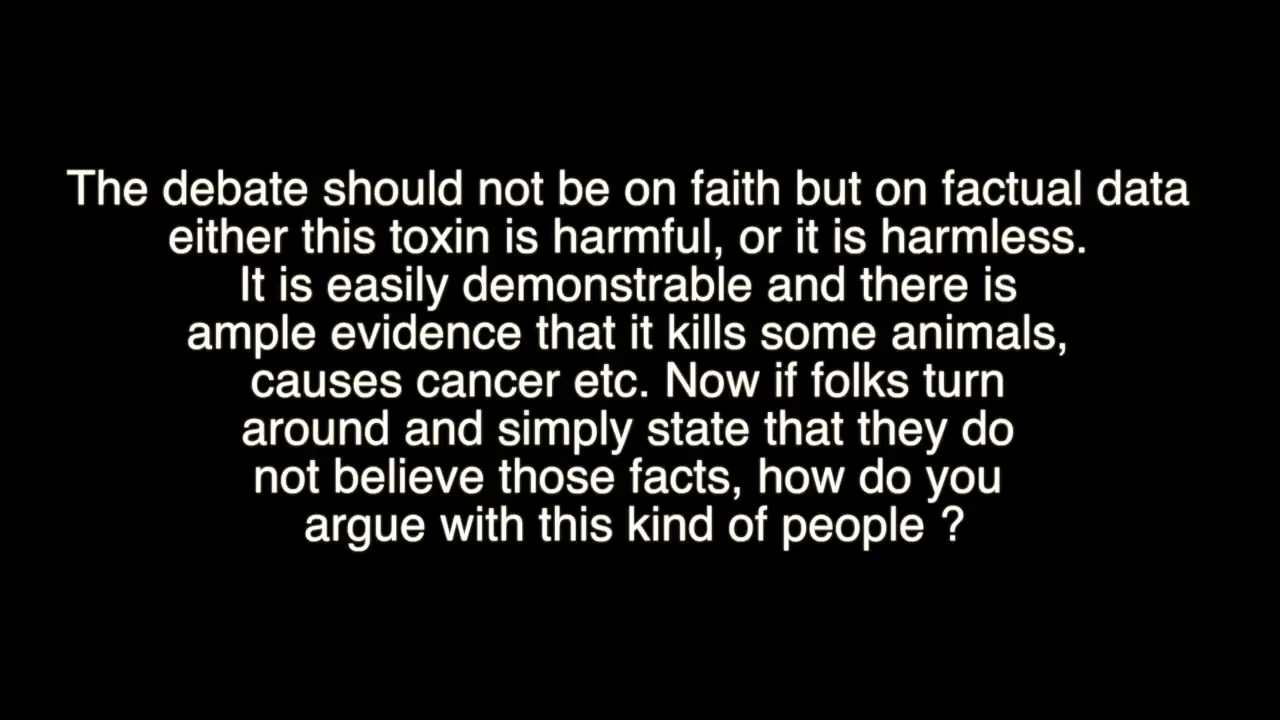 The debate should not be on faith but on factual data
either this toxin is harmful, or it is harmless.
It is easily demonstrable and there is
ample evidence that it kills some animals,
causes cancer etc. Now if folks turn
around and simply state that they do
not believe those facts, how do you
argue with this kind of people ?